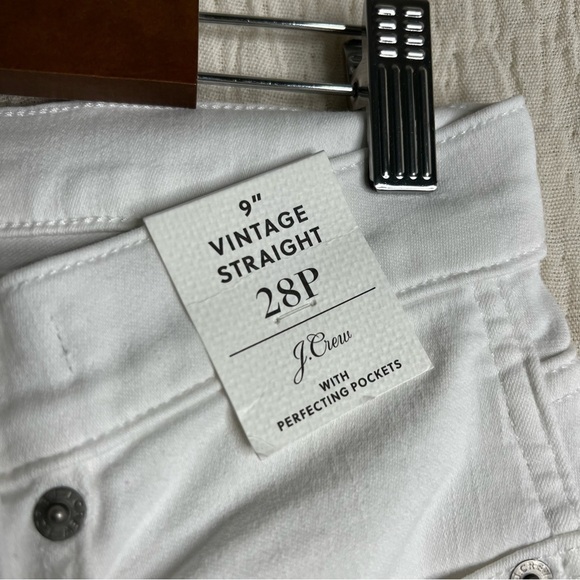 9"
VINTAGE
STRAIGHT
28P
J.Crew
WITH
PERFECTING POCKETS